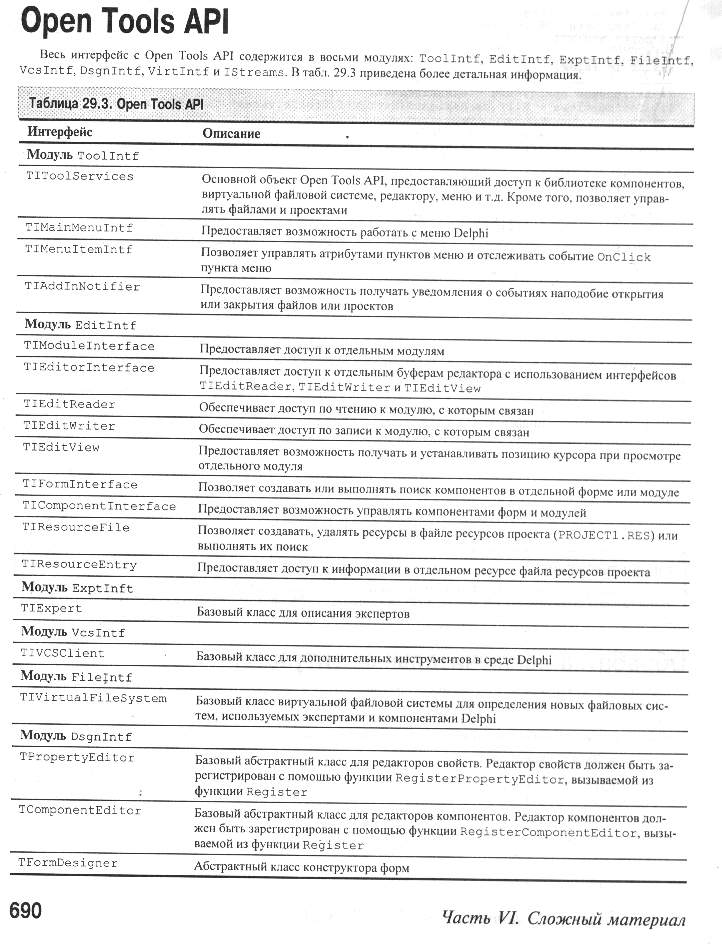 Open Tools API
Весь интерфейс с Open Tools API содержится в восьми модулях: ToolIntf, EditIntf, ExptIntf, FileIntf,
VcsIntf, DsgnIntf, VirtIntf и IStreams. В табл. 29.3 приведена более детальная информация.
Таблица 29.3. Open Tools API
Интерфейс Описание
Модуль ToolIntf
TIToolServices Основной объект Open Tools API, предоставляющий доступ к библиотеке компонентов,
виртуальной файловой системе, редактору, меню и т.д. Кроме того, позволяет управ-
лять файлами и проектами
TIMainMenuIntf Предоставляет возможность работать с меню Delphi
TIMenuItemIntf Позволяет управлять атрибутами пунктов меню и отслеживать событие OnClick
пункта меню
TIAddInNotifier Предоставляет возможность получать уведомления о событиях наподобие открытия
или закрытия файлов или проектов
Модуль EditIntf
TIModuleInterface Предоставляет доступ к отдельным модулям
TIEditorInterface Предоставляет доступ к отдельным буферам редактора с использованием интерфейсов
TIEditReader, TIEditWriter и TIEditView
TIEditReader Обеспечивает доступ по чтению к модулю, с которым связан
TIEditWriter Обеспечивает доступ по записи к модулю, с которым связан
TIEditView Предоставляет возможность получать и устанавливать позицию курсора при просмотре
отдельного модуля
TIFormInterface Позволяет создавать или выполнять поиск компонентов в отдельной форме или модуле
TIComponentInterface Предоставляет возможность управлять компонентами форм и модулей
TIResourceFile Позволяет создавать, удалять ресурсы в файле ресурсов проекта (PROJECT1.RES) или
выполнять их поиск
TIResourceEntry Предоставляет доступ к информации в отдельном ресурсе файла ресурсов проекта
Модуль ExptInft
TIExpert Базовый класс для описания экспертов
Модуль VcsIntf
TIVCSClient Базовый класс для дополнительных инструментов в среде Delphi
Модуль FileIntf
TIVirtualFileSystem Базовый класс виртуальной файловой системы для определения новых файловых сис-
тем, используемых экспертами и компонентами Delphi
Модуль DsgnIntf
TPropertyEditor Базовый абстрактный класс для редакторов свойств. Редактор свойств должен быть за-
регистрирован с помощью функции RegisterPropertyEditor, вызываемой из
функции Register
TComponentEditor Базовый абстрактный класс для редакторов компонентов. Редактор компонентов дол-
жен быть зарегистрирован с помощью функции RegisterComponentEditor, вызы-
ваемой из функции Register
TFormDesigner Абстрактный класс конструктора форм
690
Часть VI. Сложный материал